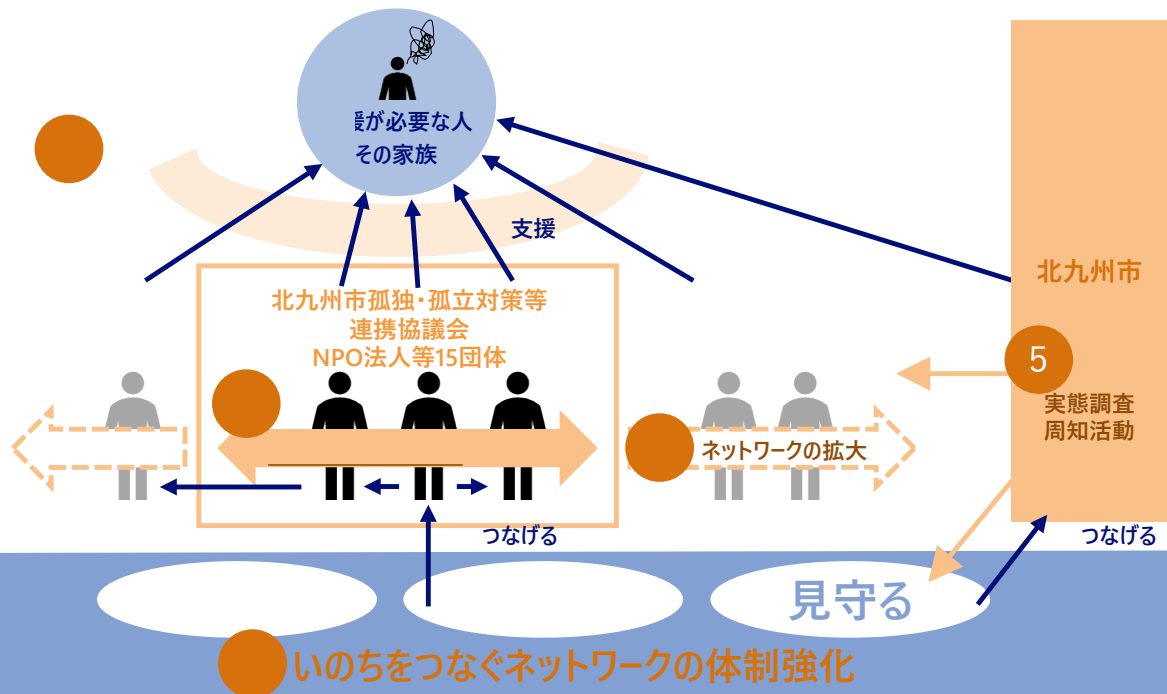 援が必要な人
その家族
支援
北九州市孤独・孤立対策等
連携協議会
NPO法人等15団体
北九州市
5
実態調査
周知活動
ネットワークの拡大
つなげる
つなげる
見守る
いのちをつなぐネットワークの体制強化